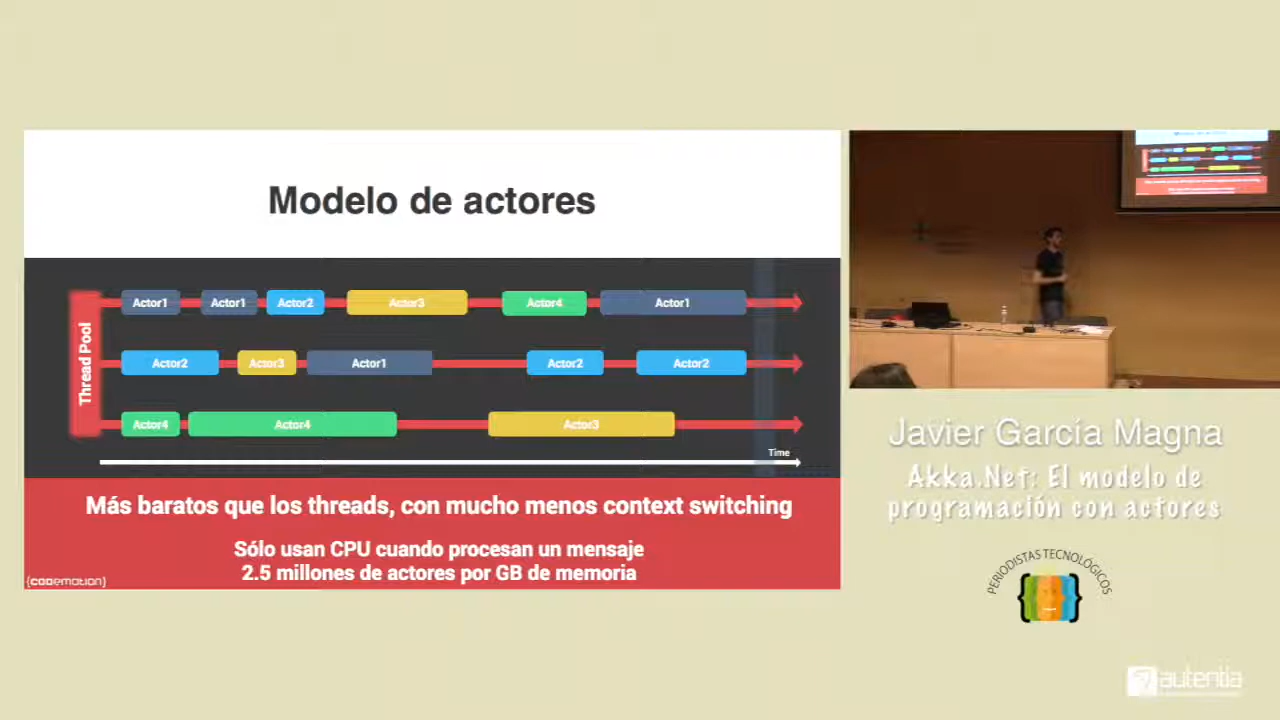 Modelo de actores
Thread Pool
Actor1 Actor1 Actor2 Actor3 Actor4 Actor1
Actor2 Actor3 Actor1 Actor2 Actor2
Actor4 Actor4 Actor3
Time
Más baratos que los threads, con mucho menos context switching
Sólo usan CPU cuando procesan un mensaje
2.5 millones de actores por GB de memoria
{codemotion}
Javier García Magna
Akka.Net: El modelo de
programación con actores
PERIODISTAS TECNOLÓGICOS
autentia